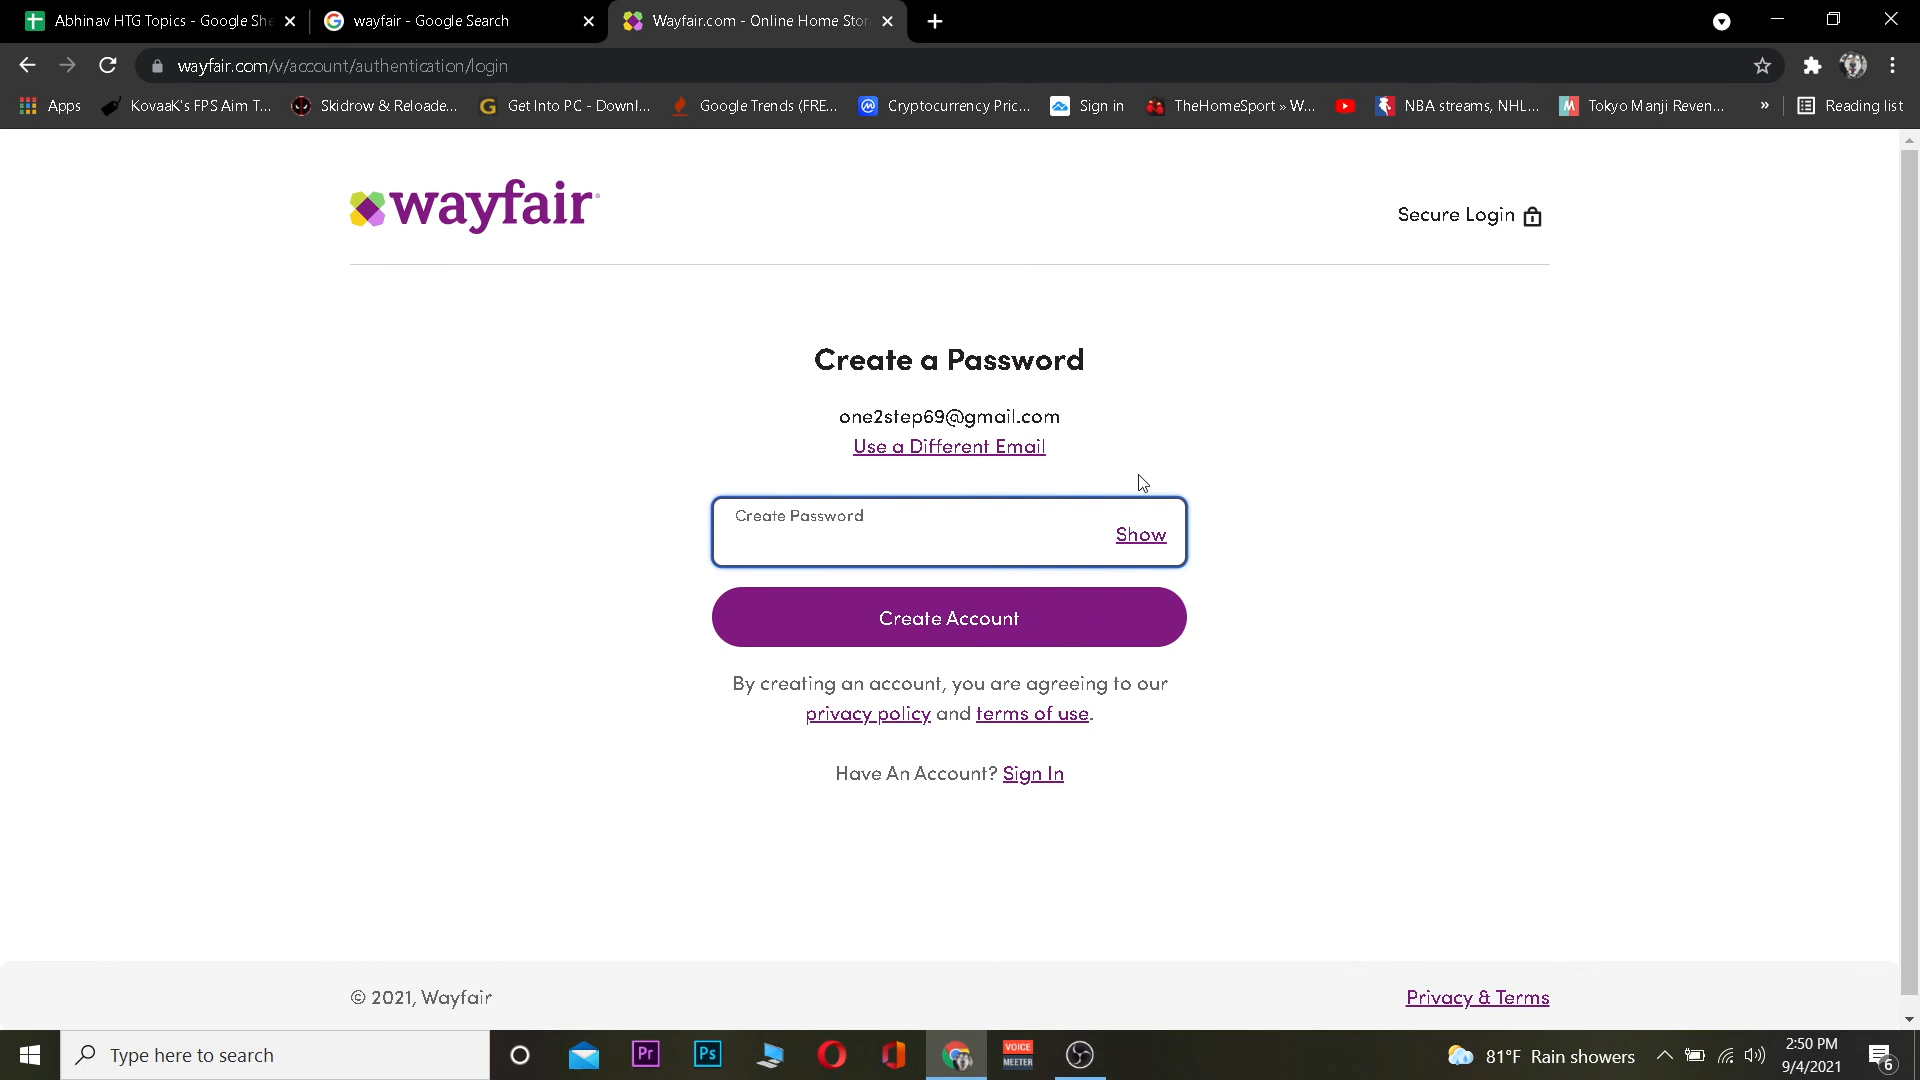 Abhinav HTG Topics - Google She
wayfair - Google Search
Wayfair.com - Online Home Stor
wayfair.com/v/account/authentication/login
Apps
KovaaK's FPS Aim T...
Skidrow & Reloade...
Get Into PC - Downl...
Google Trends (FRE...
Cryptocurrency Pric...
Sign in
TheHomeSport » W...
NBA streams, NHL...
Tokyo Manji Reven...
»
Reading list
wayfair
Secure Login
Create a Password
one2step69@gmail.com
Use a Different Email
Create Password
Show
Create Account
By creating an account, you are agreeing to our
privacy policy and terms of use.
Have An Account? Sign In
© 2021, Wayfair
Privacy & Terms
Type here to search
Pr
Ps
VOICE
MEETER
81°F Rain showers
2:50 PM
9/4/2021
6